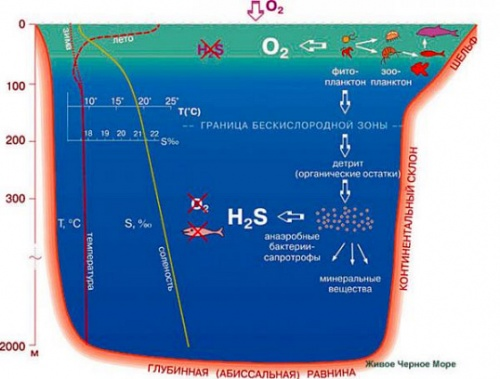 O₂
0
зима
лето
H₂S
O₂
фито-
планктон
зоо-
планктон
ШЕЛЬФ
100
10˚ 15˚ 20˚ 25˚ T(˚C)
ГРАНИЦА БЕСКИСЛОРОДНОЙ ЗОНЫ
18 19 20 21 22 S‰
200
детрит
(органические остатки)
300
T, °C
S, ‰
O₂
H₂S
анаэробные
бактерии-
сапротрофы
минеральные
вещества
температура
соленость
КОНТИНЕНТАЛЬНЫЙ СКЛОН
2000
м
ГЛУБИННАЯ (АБИССАЛЬНАЯ) РАВНИНА
Живое Черное Море